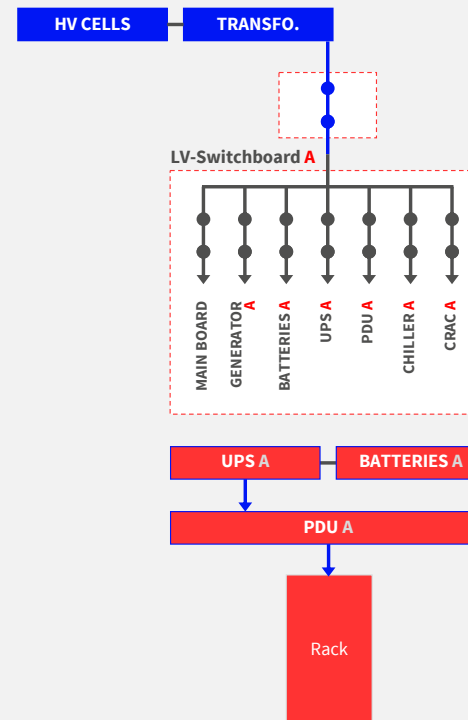 HV CELLS
TRANSFO.
LV-Switchboard A
MAIN BOARD
GENERATOR A
BATTERIES A
UPS A
PDU A
CHILLER A
CRAC A
UPS A
BATTERIES A
PDU A
Rack